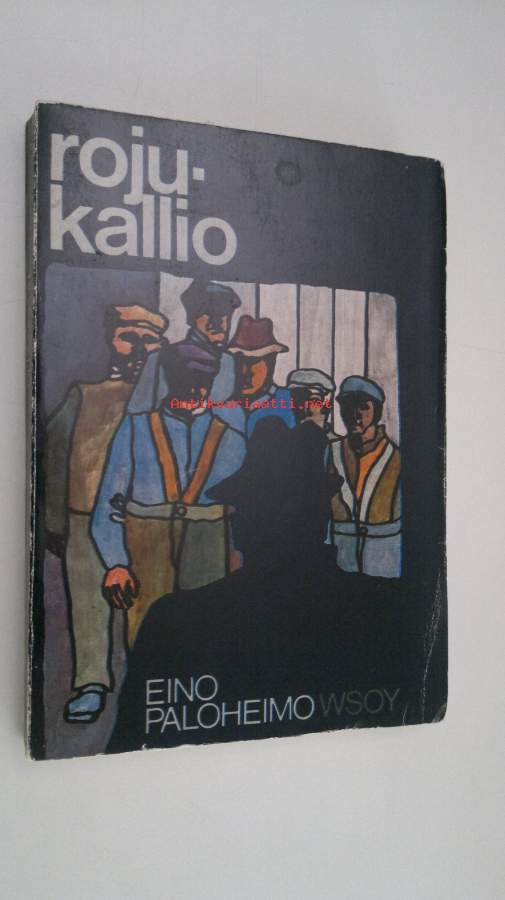 roju-
kallio
Antikvariaatti.net
EINO
PALOHEIMO WSOY